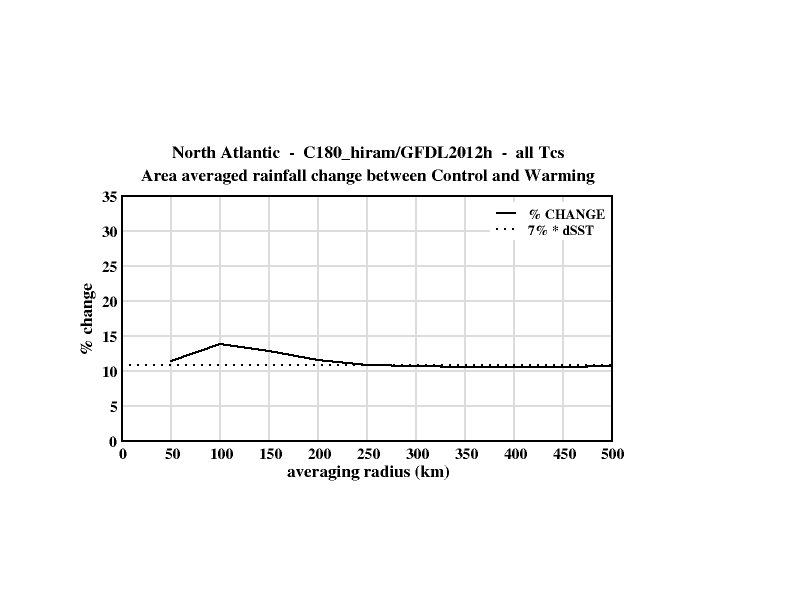 North Atlantic - C180_hiram/GFDL2012h - all Tcs
Area averaged rainfall change between Control and Warming
% CHANGE
7% * dSST
35
30
25
20
15
10
5
0
% change
0 50 100 150 200 250 300 350 400 450 500
averaging radius (km)